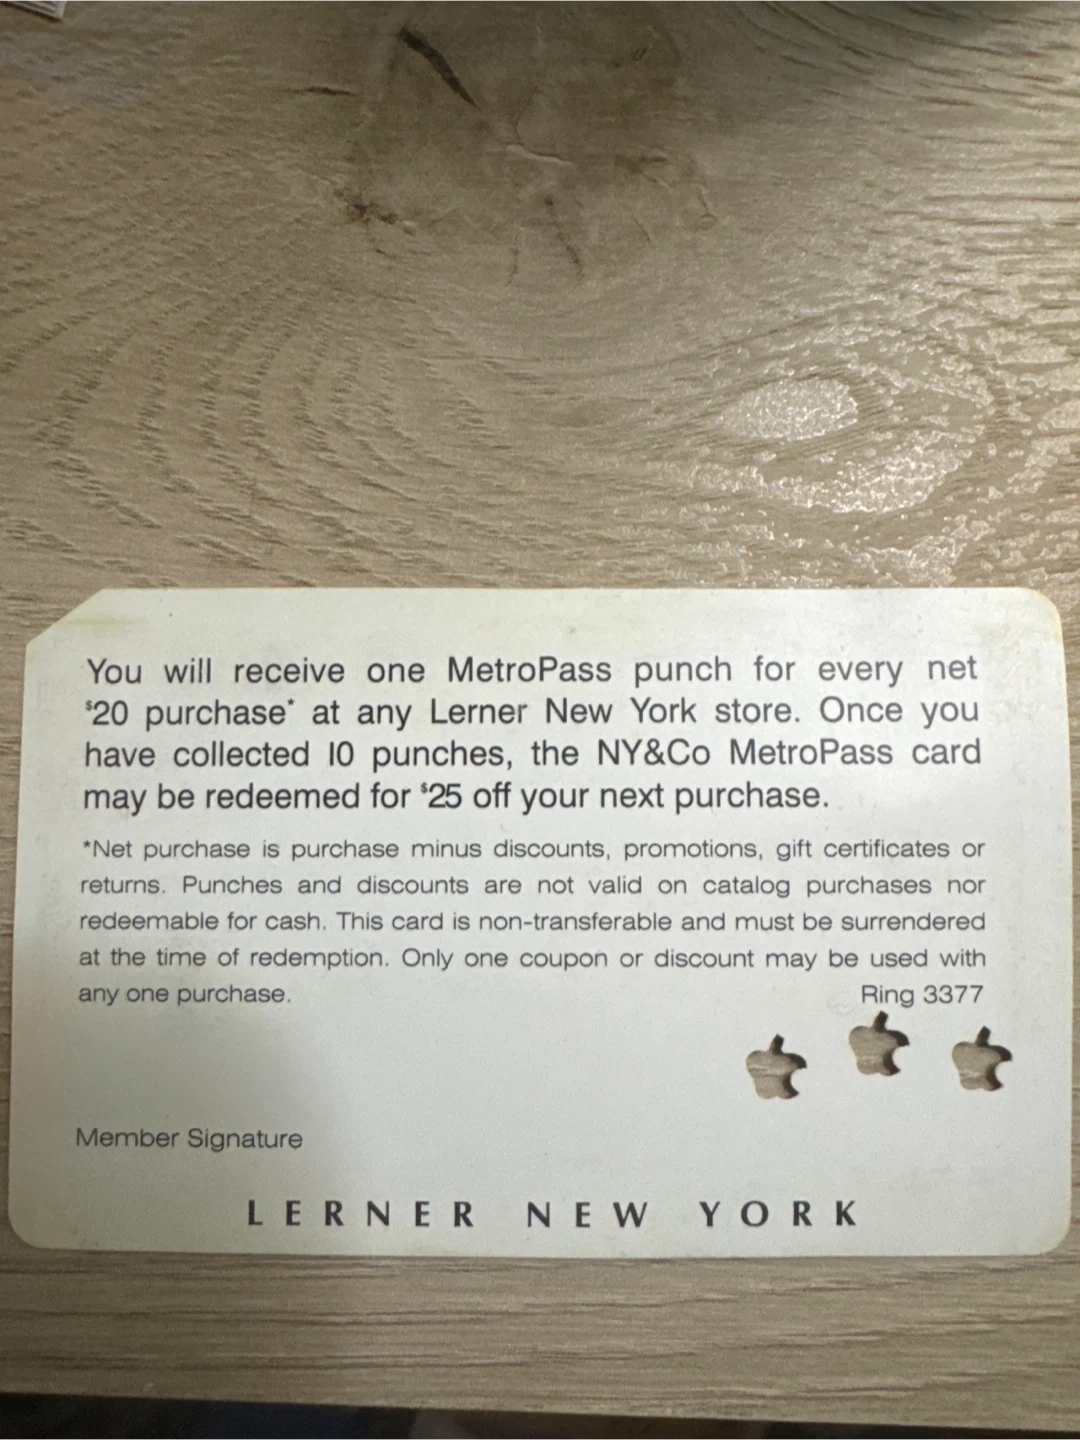 You will receive one MetroPass punch for every net
$20 purchase* at any Lerner New York store. Once you
have collected 10 punches, the NY&Co MetroPass card
may be redeemed for $25 off your next purchase.
*Net purchase is purchase minus discounts, promotions, gift certificates or
returns. Punches and discounts are not valid on catalog purchases nor
redeemable for cash. This card is non-transferable and must be surrendered
at the time of redemption. Only one coupon or discount may be used with
any one purchase. Ring 3377
Member Signature
LERNER NEW YORK